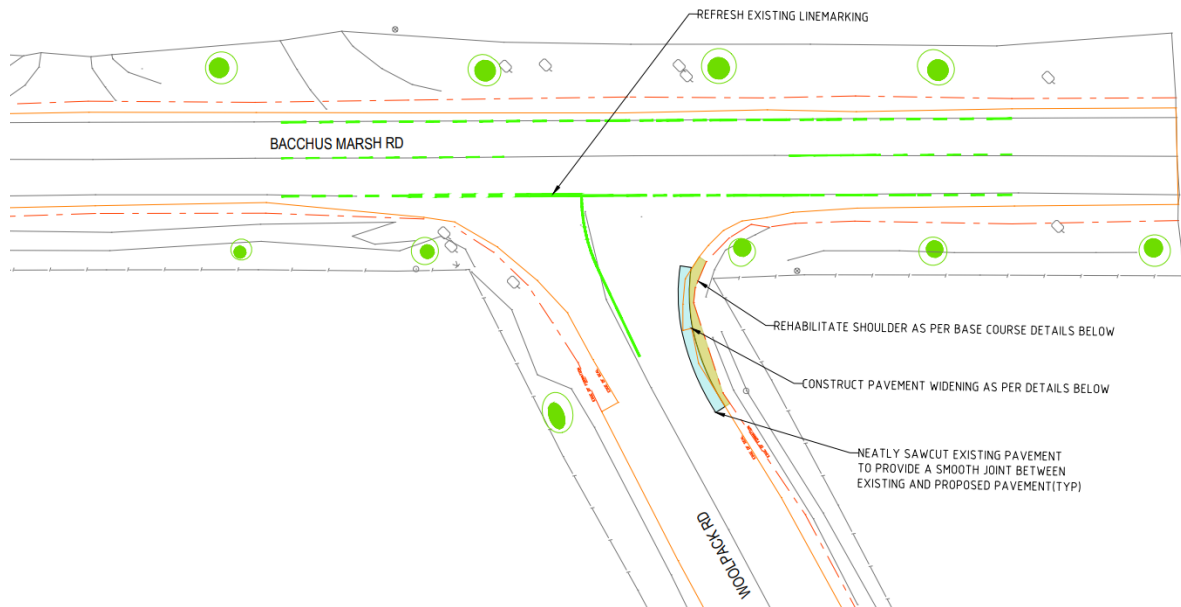 REFRESH EXISTING LINEMARKING
BACCHUS MARSH RD
REHABILITATE SHOULDER AS PER BASE COURSE DETAILS BELOW
CONSTRUCT PAVEMENT WIDENING AS PER DETAILS BELOW
NEATLY SAWCUT EXISTING PAVEMENT
TO PROVIDE A SMOOTH JOINT BETWEEN
EXISTING AND PROPOSED PAVEMENT(TYP)
WOOLPACK RD